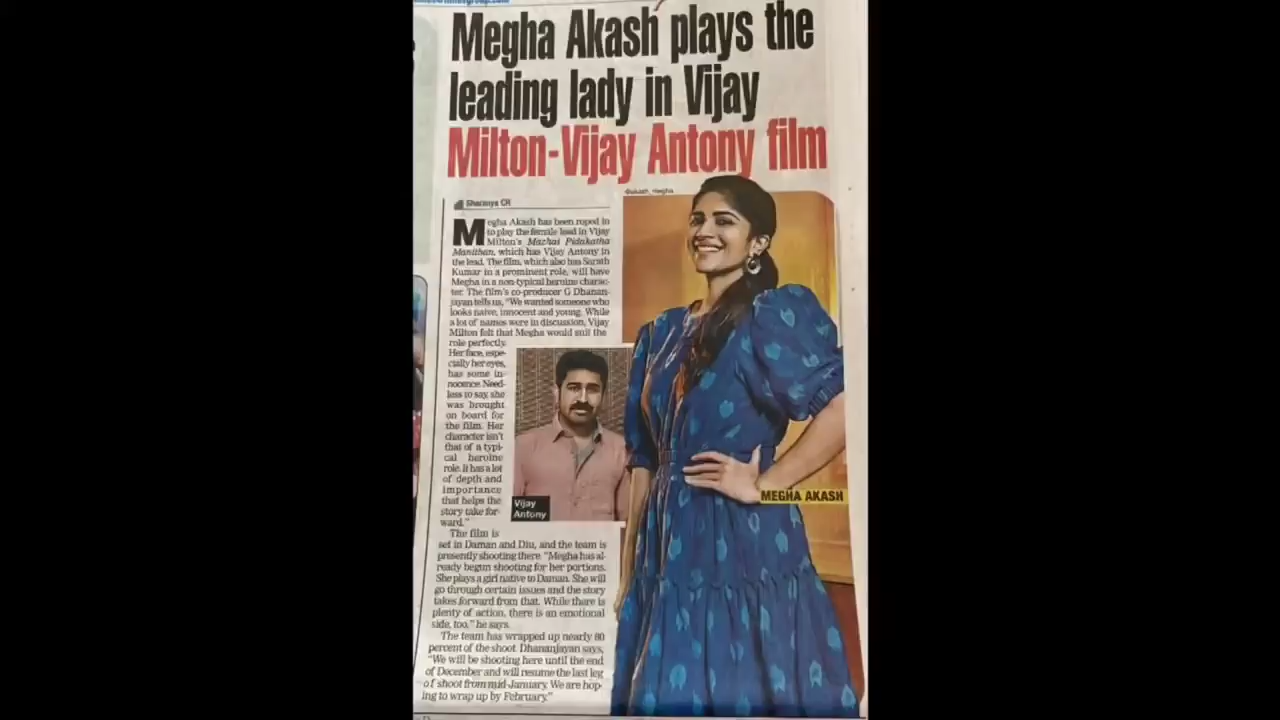 Megha Akash plays the
leading lady in Vijay
Milton-Vijay Antony film
@akash_megha
Sharanya CR
Megha Akash has been roped in
to play the female lead in Vijay
Milton's Mazhai Pidakatha
Manithan, which has Vijay Antony in
the lead. The film, which also has Sarath
Kumar in a prominent role, will have
Megha in a non-typical heroine charac-
ter. The film's co-producer G Dhanan-
jayan tells us, "We wanted someone who
looks naive, innocent and young. While
a lot of names were in discussion, Vijay
Milton felt that Megha would suit the
role perfectly.
Her face, espe-
cially her eyes,
has some in-
nocence. Need-
less to say, she
was brought
on board for
the film. Her
character isn't
that of a typi-
cal heroine
role. It has a lot
of depth and
importance
that helps the
story take for-
ward."
The film is
set in Daman and Diu, and the team is
presently shooting there. "Megha has al-
ready begun shooting for her portions.
She plays a girl native to Daman. She will
go through certain issues and the story
takes forward from that. While there is
plenty of action, there is an emotional
side, too," he says.
The team has wrapped up nearly 80
percent of the shoot. Dhananjayan says,
"We will be shooting here until the end
of December and will resume the last leg
of shoot from mid-January. We are hop-
ing to wrap up by February."
Vijay
Antony
MEGHA AKASH